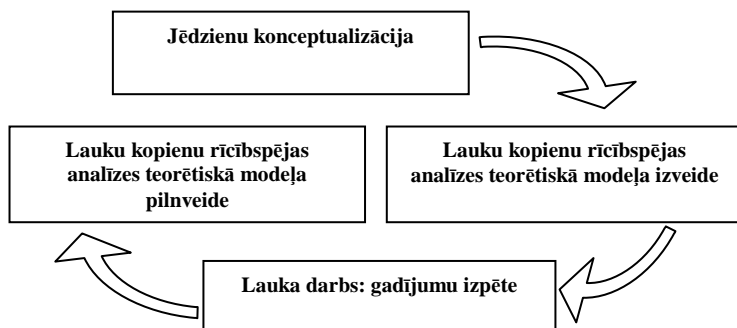 Jēdzienu konceptualizācija
Lauku kopienu rīcībspējas
analīzes teorētiskā modeļa
pilnveide
Lauku kopienu rīcībspējas
analīzes teorētiskā modeļa izveide
Lauka darbs: gadījumu izpēte